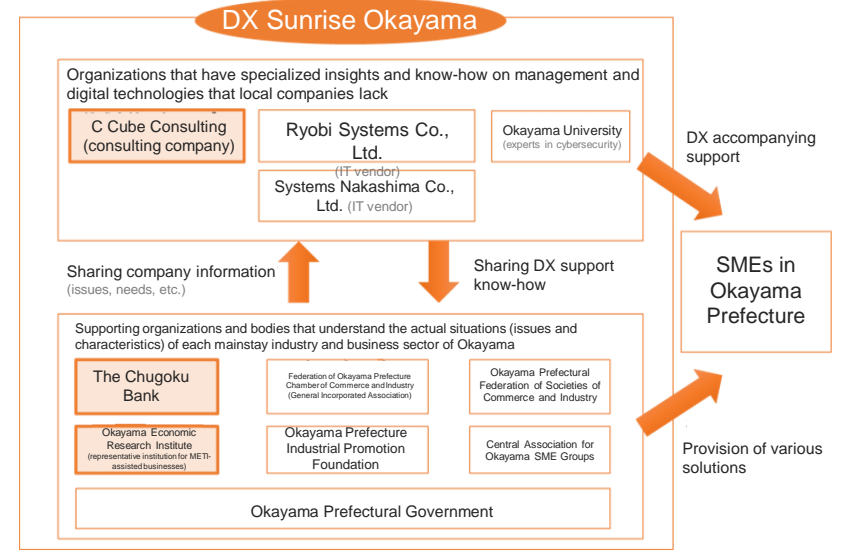 DX Sunrise Okayama
Organizations that have specialized insights and know-how on management and
digital technologies that local companies lack
C Cube Consulting
(consulting company)
Ryobi Systems Co.,
Ltd.
(IT vendor)
Okayama University
(experts in cybersecurity)
Systems Nakashima Co.,
Ltd. (IT vendor)
DX accompanying
support
Sharing company information
(issues, needs, etc.)
Sharing DX support
know-how
SMEs in
Okayama
Prefecture
Supporting organizations and bodies that understand the actual situations (issues and
characteristics) of each mainstay industry and business sector of Okayama
The Chugoku
Bank
Federation of Okayama Prefecture
Chamber of Commerce and Industry
(General Incorporated Association)
Okayama Prefectural
Federation of Societies of
Commerce and Industry
Okayama Economic
Research Institute
(representative institution for METI-
assisted businesses)
Okayama Prefecture
Industrial Promotion
Foundation
Central Association for
Okayama SME Groups
Provision of various
solutions
Okayama Prefectural Government